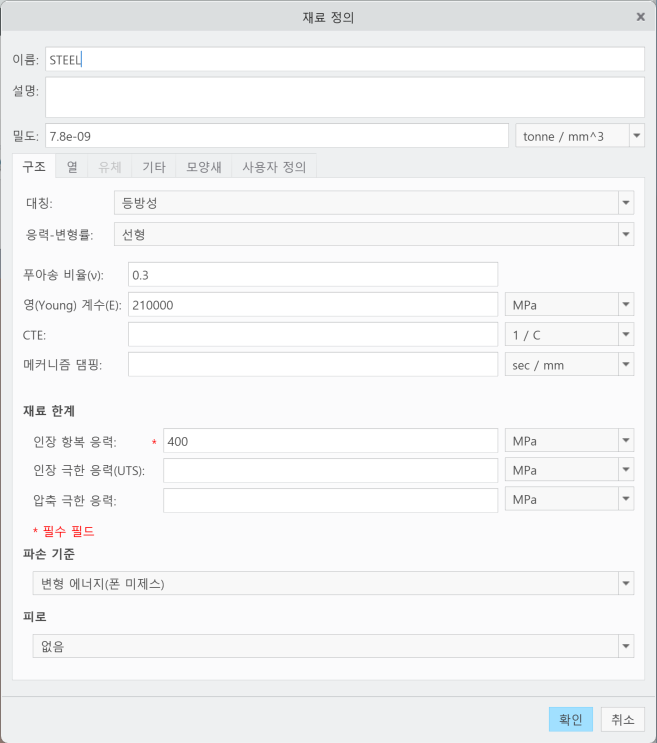 재료 정의
이름: STEEL
설명:
밀도: 7.8e-09 tonne / mm^3
구조 열 유체 기타 모양새 사용자 정의
대칭: 등방성
응력-변형률: 선형
푸아송 비율(ν): 0.3
영(Young) 계수(E): 210000 MPa
CTE: 1 / C
메커니즘 댐핑: sec / mm
재료 한계
인장 항복 응력: * 400 MPa
인장 극한 응력(UTS): MPa
압축 극한 응력: MPa
* 필수 필드
파손 기준
변형 에너지(폰 미제스)
피로
없음
확인 취소